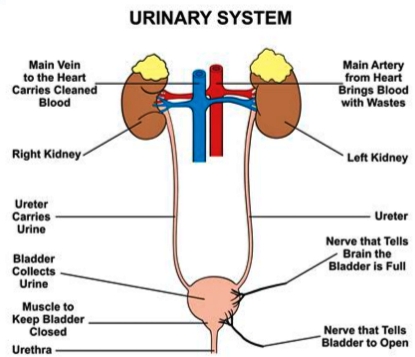 URINARY SYSTEM
Main Vein
to the Heart
Carries Cleaned
Blood
Main Artery
from Heart
Brings Blood
with Wastes
Right Kidney
Left Kidney
Ureter
Carries
Urine
Ureter
Bladder
Collects
Urine
Nerve that Tells
Brain the
Bladder is Full
Muscle to
Keep Bladder
Closed
Nerve that Tells
Bladder to Open
Urethra